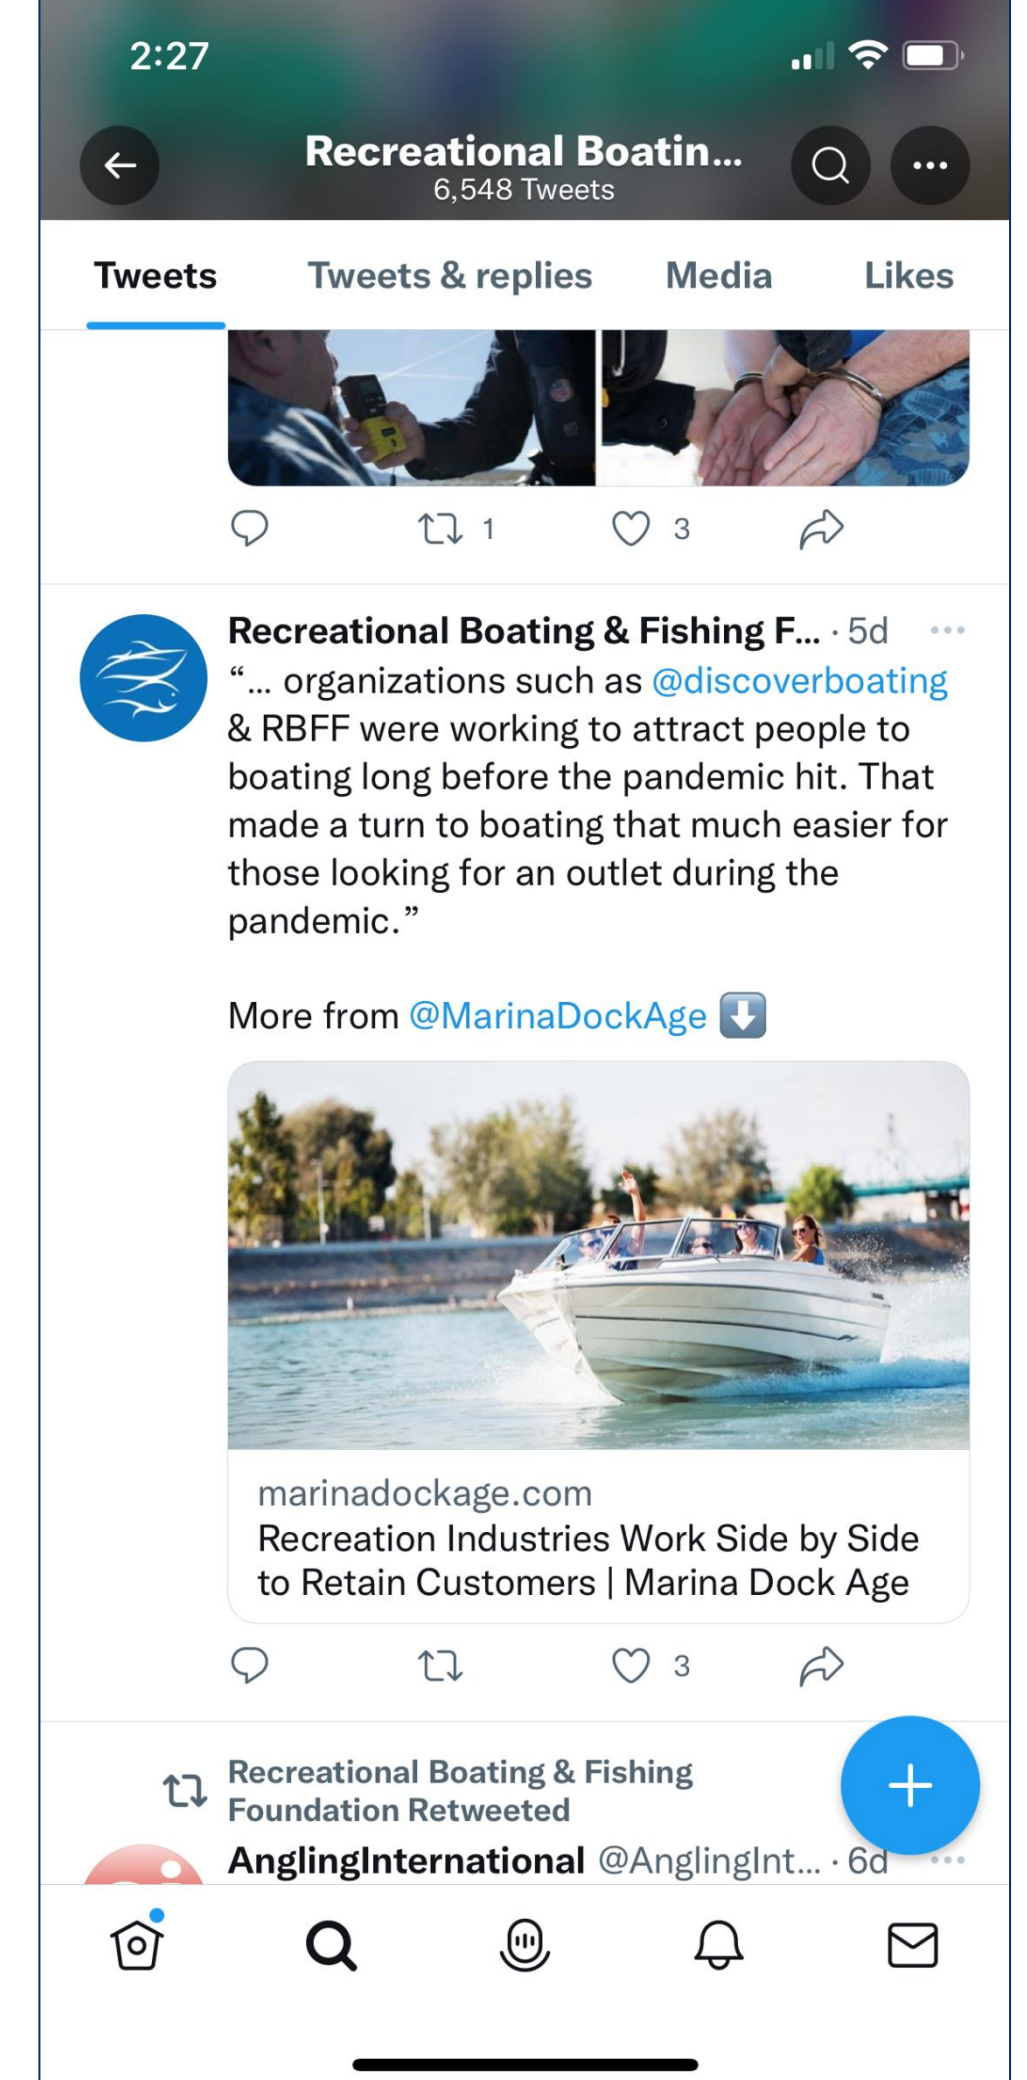 2:27
Recreational Boatin...
6,548 Tweets
Tweets
Tweets & replies
Media
Likes
1
3
Recreational Boating & Fishing F... · 5d
“... organizations such as @discoverboating
& RBFF were working to attract people to
boating long before the pandemic hit. That
made a turn to boating that much easier for
those looking for an outlet during the
pandemic.”
More from @MarinaDockAge ⬇️
marinadockage.com
Recreation Industries Work Side by Side
to Retain Customers | Marina Dock Age
3
Recreational Boating & Fishing
Foundation Retweeted
AnglingInternational @AnglingInt... · 6d